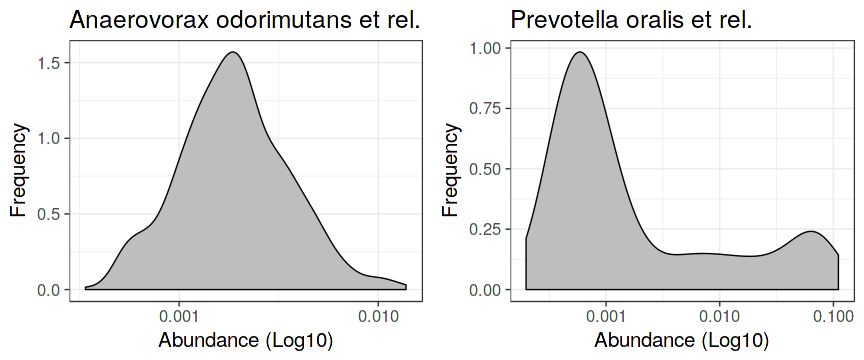 Anaerovorax odorimutans et rel.
1.5
1.0
0.5
0.0
Frequency
0.001
0.010
Abundance (Log10)
Prevotella oralis et rel.
1.00
0.75
0.50
0.25
0.00
Frequency
0.001
0.010
0.100
Abundance (Log10)